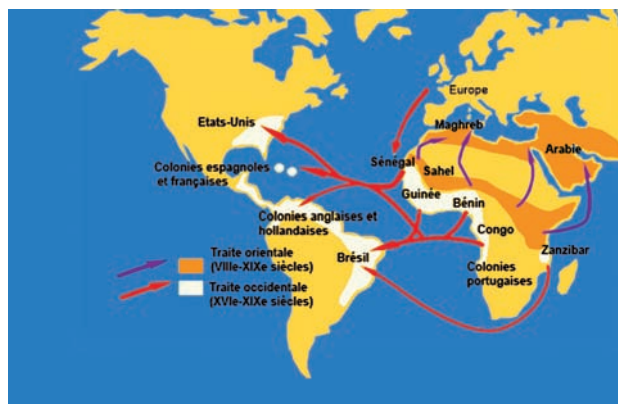 Europe
Etats-Unis
Maghreb
Arabie
Colonies espagnoles
et françaises
Sénégal
Sahel
Guinée
Bénin
Colonies anglaises et
hollandaises
Congo
Brésil
Zanzibar
Colonies
portugaises
Traite orientale
(VIIIe-XIXe siècles)
Traite occidentale
(XVIe-XIXe siècles)